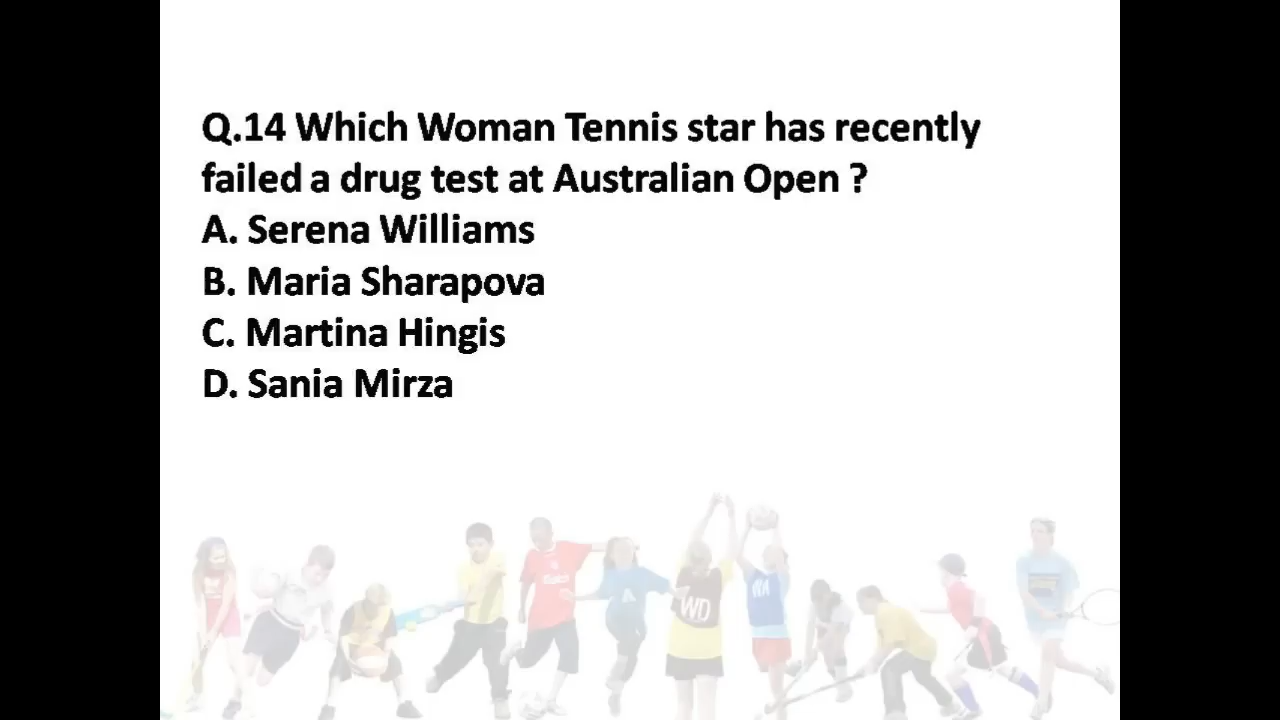 Q.14 Which Woman Tennis star has recently
failed a drug test at Australian Open ?
A. Serena Williams
B. Maria Sharapova
C. Martina Hingis
D. Sania Mirza
WD